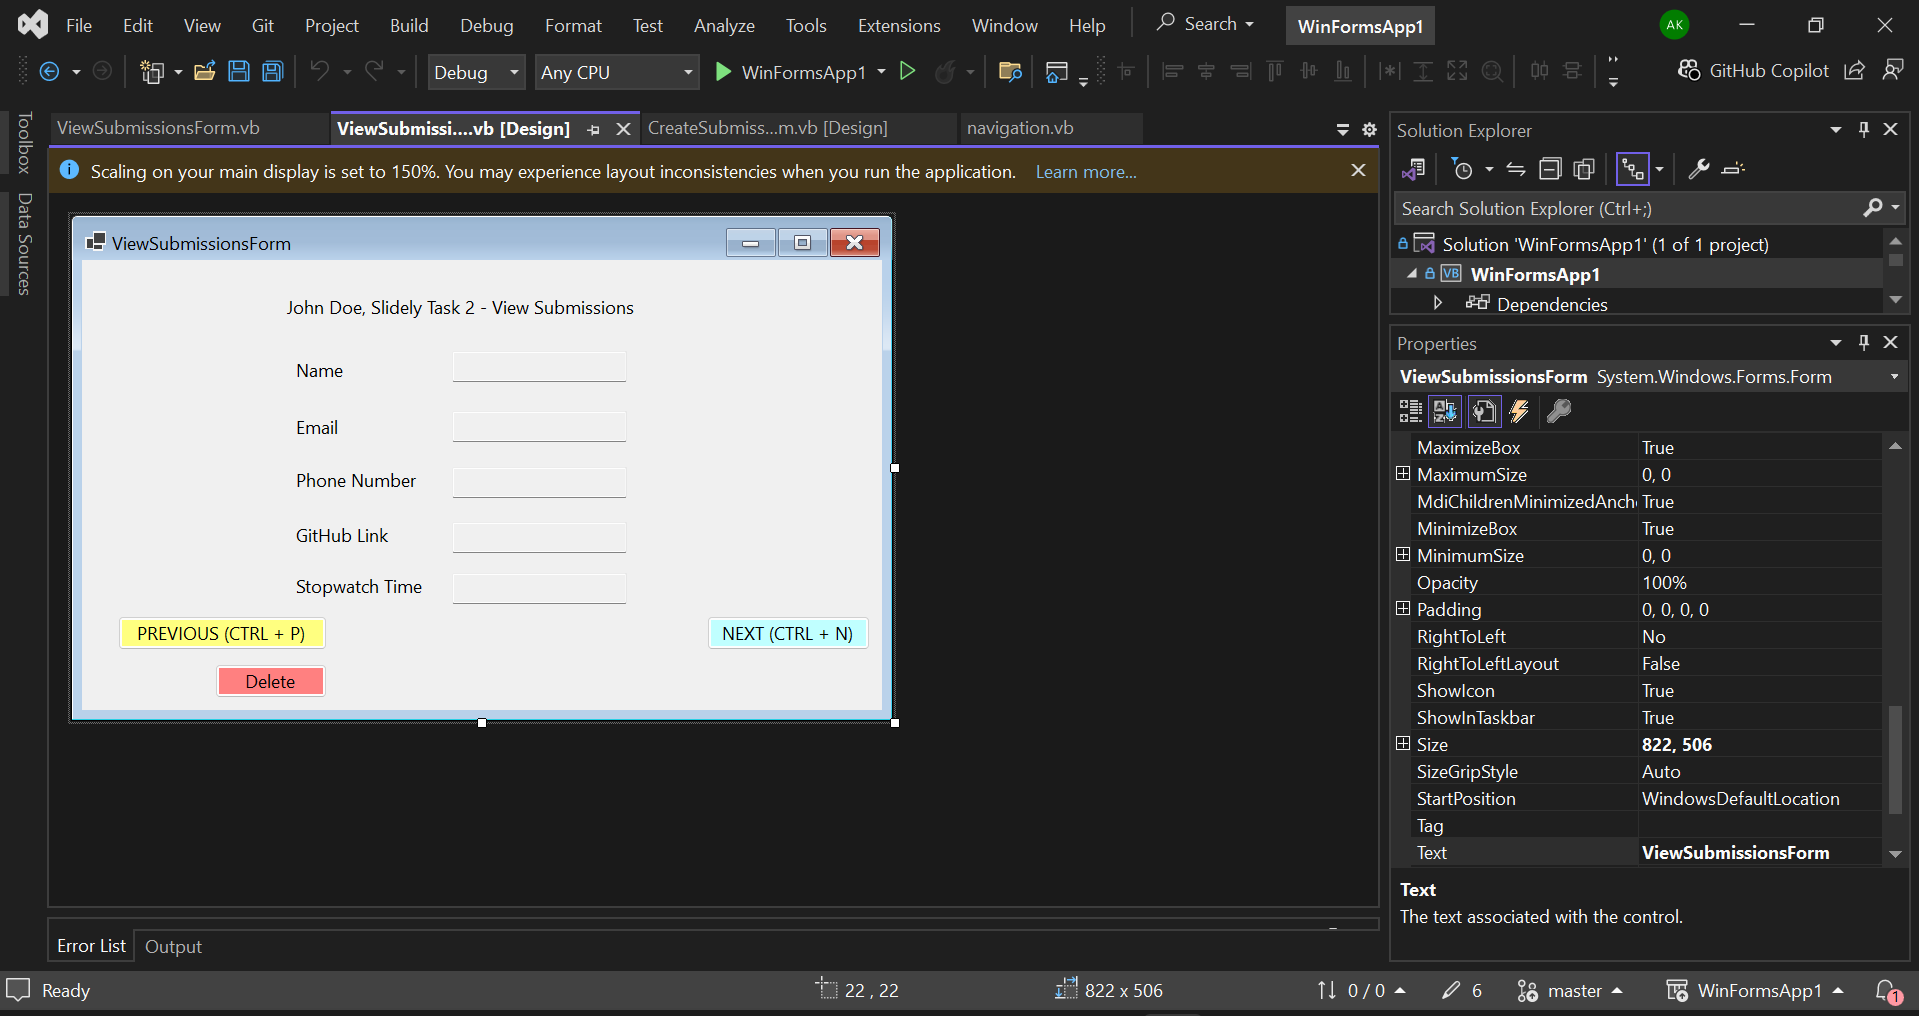 File Edit View Git Project Build Debug Format Test Analyze Tools Extensions Window Help Search WinFormsApp1 AK
Debug Any CPU WinFormsApp1 GitHub Copilot
Toolbox
Data Sources
ViewSubmissionsForm.vb ViewSubmissi....vb [Design] CreateSubmiss...m.vb [Design] navigation.vb
Scaling on your main display is set to 150%. You may experience layout inconsistencies when you run the application. Learn more...
ViewSubmissionsForm
John Doe, Slidely Task 2 - View Submissions
Name
Email
Phone Number
GitHub Link
Stopwatch Time
PREVIOUS (CTRL + P) NEXT (CTRL + N)
Delete
Error List Output
Solution Explorer
Search Solution Explorer (Ctrl+;)
Solution 'WinFormsApp1' (1 of 1 project)
VB WinFormsApp1
Dependencies
Properties
ViewSubmissionsForm System.Windows.Forms.Form
MaximizeBox True
MaximumSize 0, 0
MdiChildrenMinimizedAnch True
MinimizeBox True
MinimumSize 0, 0
Opacity 100%
Padding 0, 0, 0, 0
RightToLeft No
RightToLeftLayout False
ShowIcon True
ShowInTaskbar True
Size 822, 506
SizeGripStyle Auto
StartPosition WindowsDefaultLocation
Tag
Text ViewSubmissionsForm
Text
The text associated with the control.
Ready 22 , 22 822 x 506 0 / 0 6 master WinFormsApp1 1